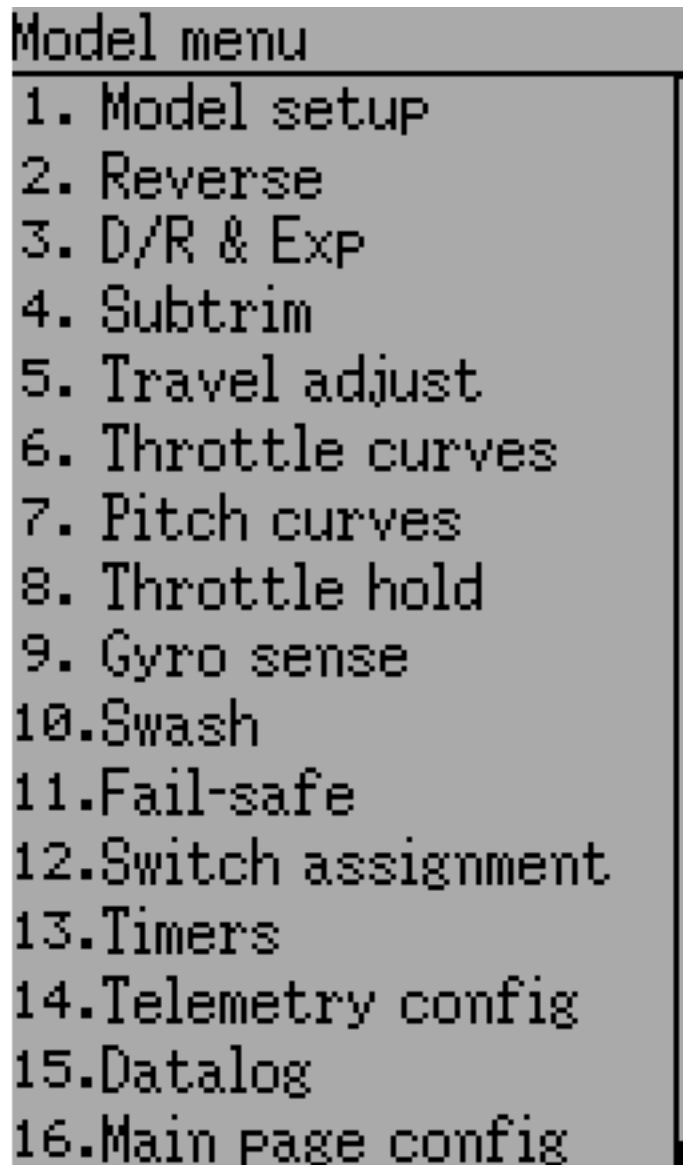 Model menu
1. Model setup
2. Reverse
3. D/R & Exp
4. Subtrim
5. Travel adjust
6. Throttle curves
7. Pitch curves
8. Throttle hold
9. Gyro sense
10.Swash
11.Fail-safe
12.Switch assignment
13.Timers
14.Telemetry config
15.Datalog
16.Main page config